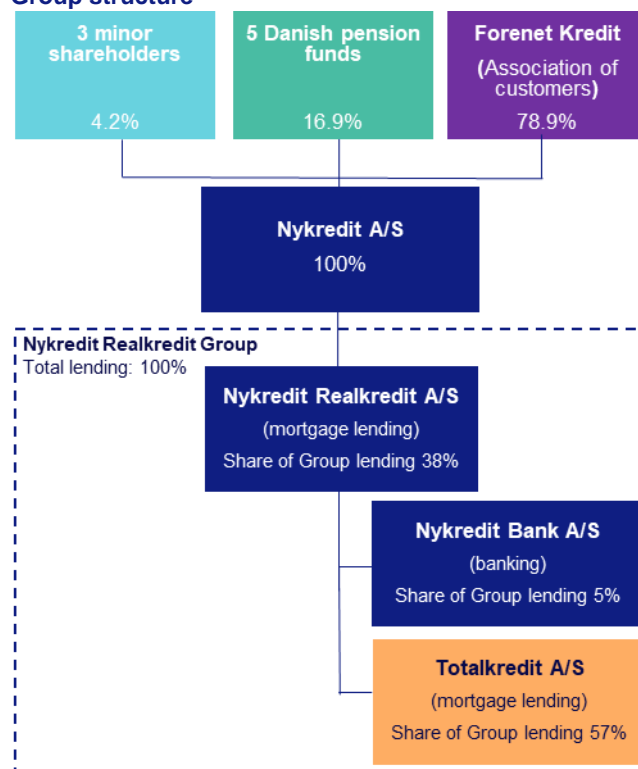 Group structure
3 minor
shareholders
4.2%
5 Danish pension
funds
16.9%
Forenet Kredit
(Association of
customers)
78.9%
Nykredit A/S
100%
Nykredit Realkredit Group
Total lending: 100%
Nykredit Realkredit A/S
(mortgage lending)
Share of Group lending 38%
Nykredit Bank A/S
(banking)
Share of Group lending 5%
Totalkredit A/S
(mortgage lending)
Share of Group lending 57%